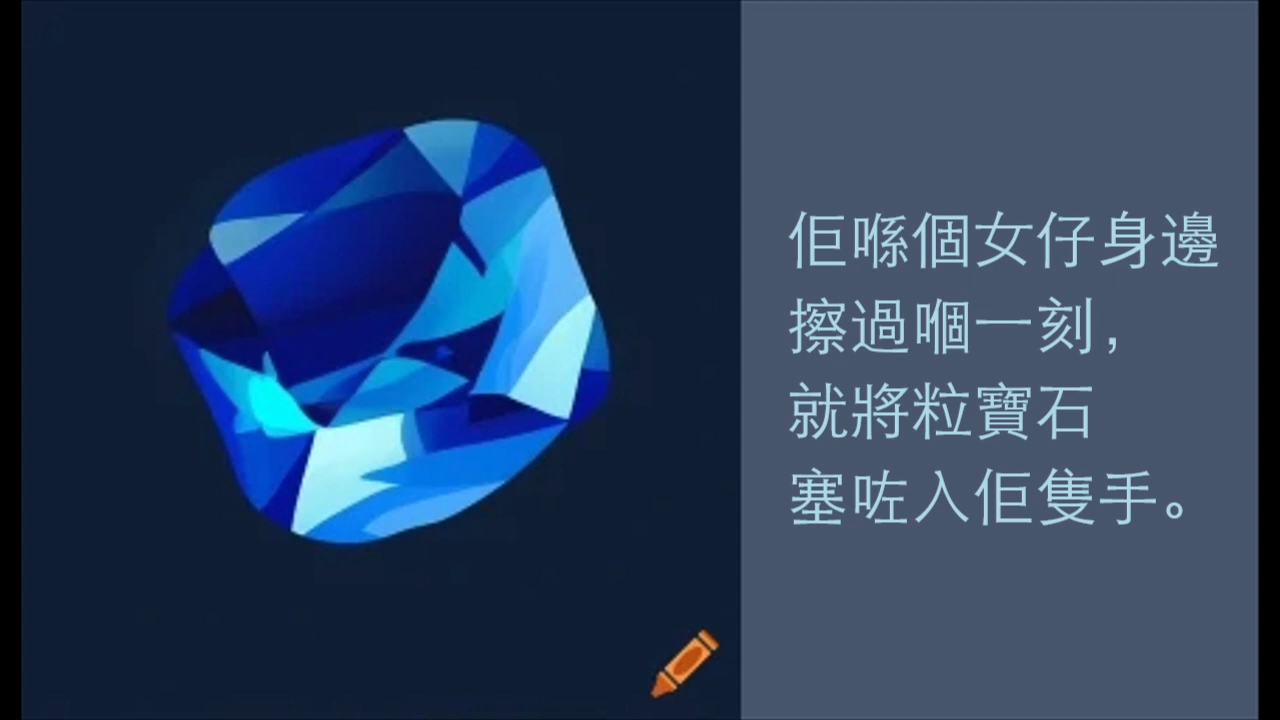 佢喺個女仔身邊
擦過嗰一刻，
就將粒寶石
塞咗入佢隻手。